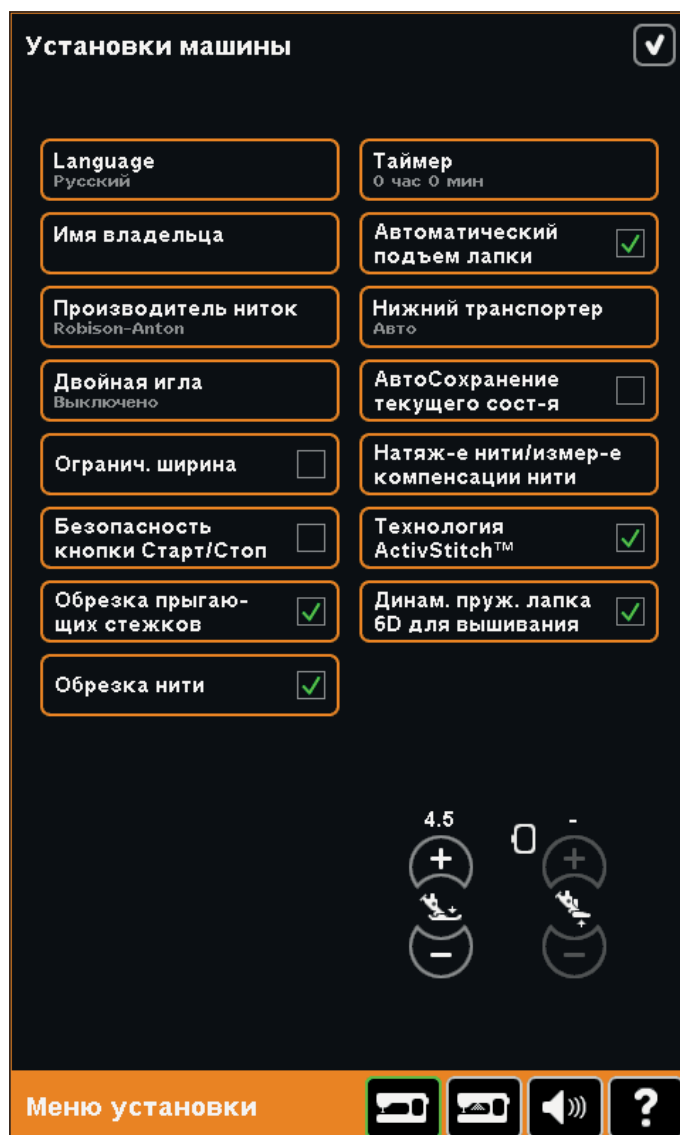 Установки машины
Language
Русский
Имя владельца
Производитель ниток
Robison-Anton
Двойная игла
Выключено
Огранич. ширина
Безопасность
кнопки Старт/Стоп
Обрезка прыгаю-
щих стежков
Обрезка нити
Таймер
0 час 0 мин
Автоматический
подъем лапки
Нижний транспортер
Авто
АвтоСохранение
текущего сост-я
Натяж-е нити/измер-е
компенсации нити
Технология
ActivStitch™
Динам. пруж. лапка
6D для вышивания
4.5
-
+
+
-
-
Меню установки
?